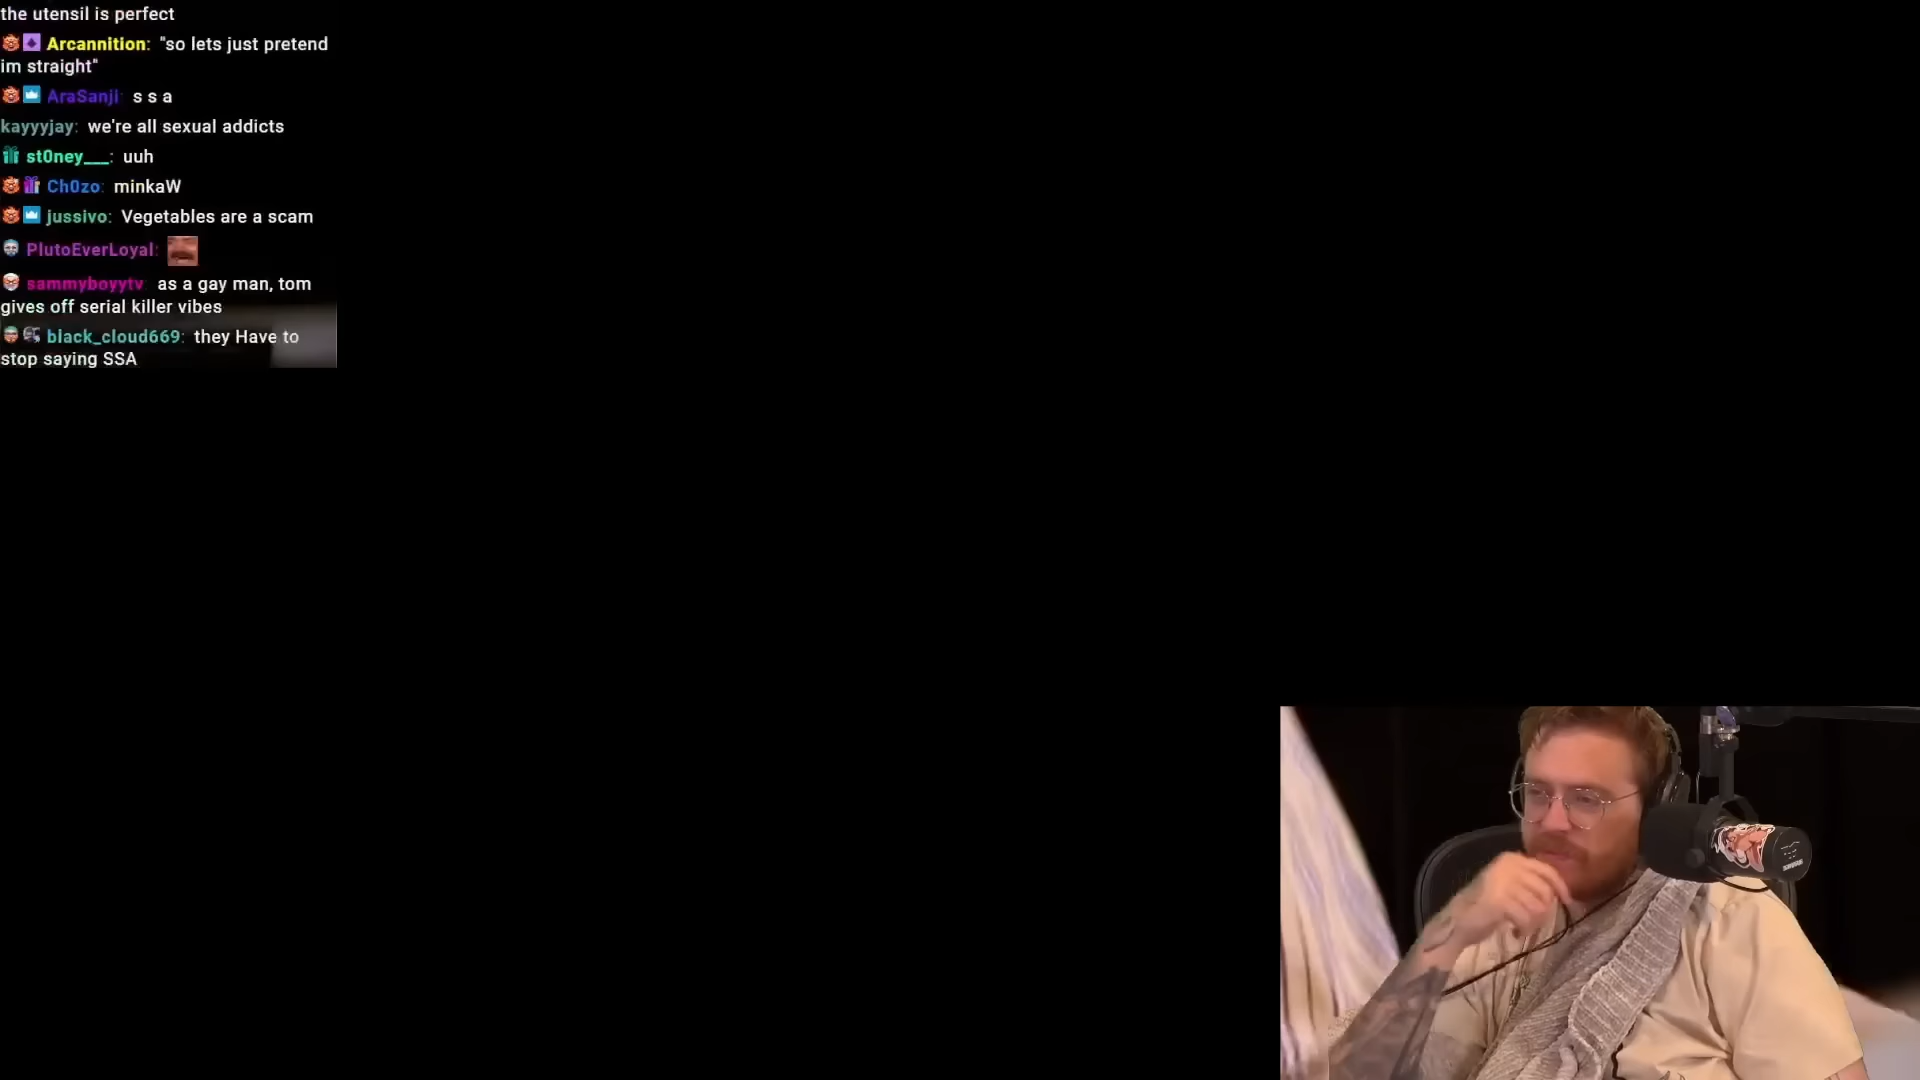 the utensil is perfect
Arcannition: "so lets just pretend
im straight"
AraSanji: s s a
kayyyjay: we're all sexual addicts
st0ney___: uuh
Ch0zo: minkaW
jussivo: Vegetables are a scam
PlutoEverLoyal:
sammyboyytv: as a gay man, tom
gives off serial killer vibes
black_cloud669: they Have to
stop saying SSA